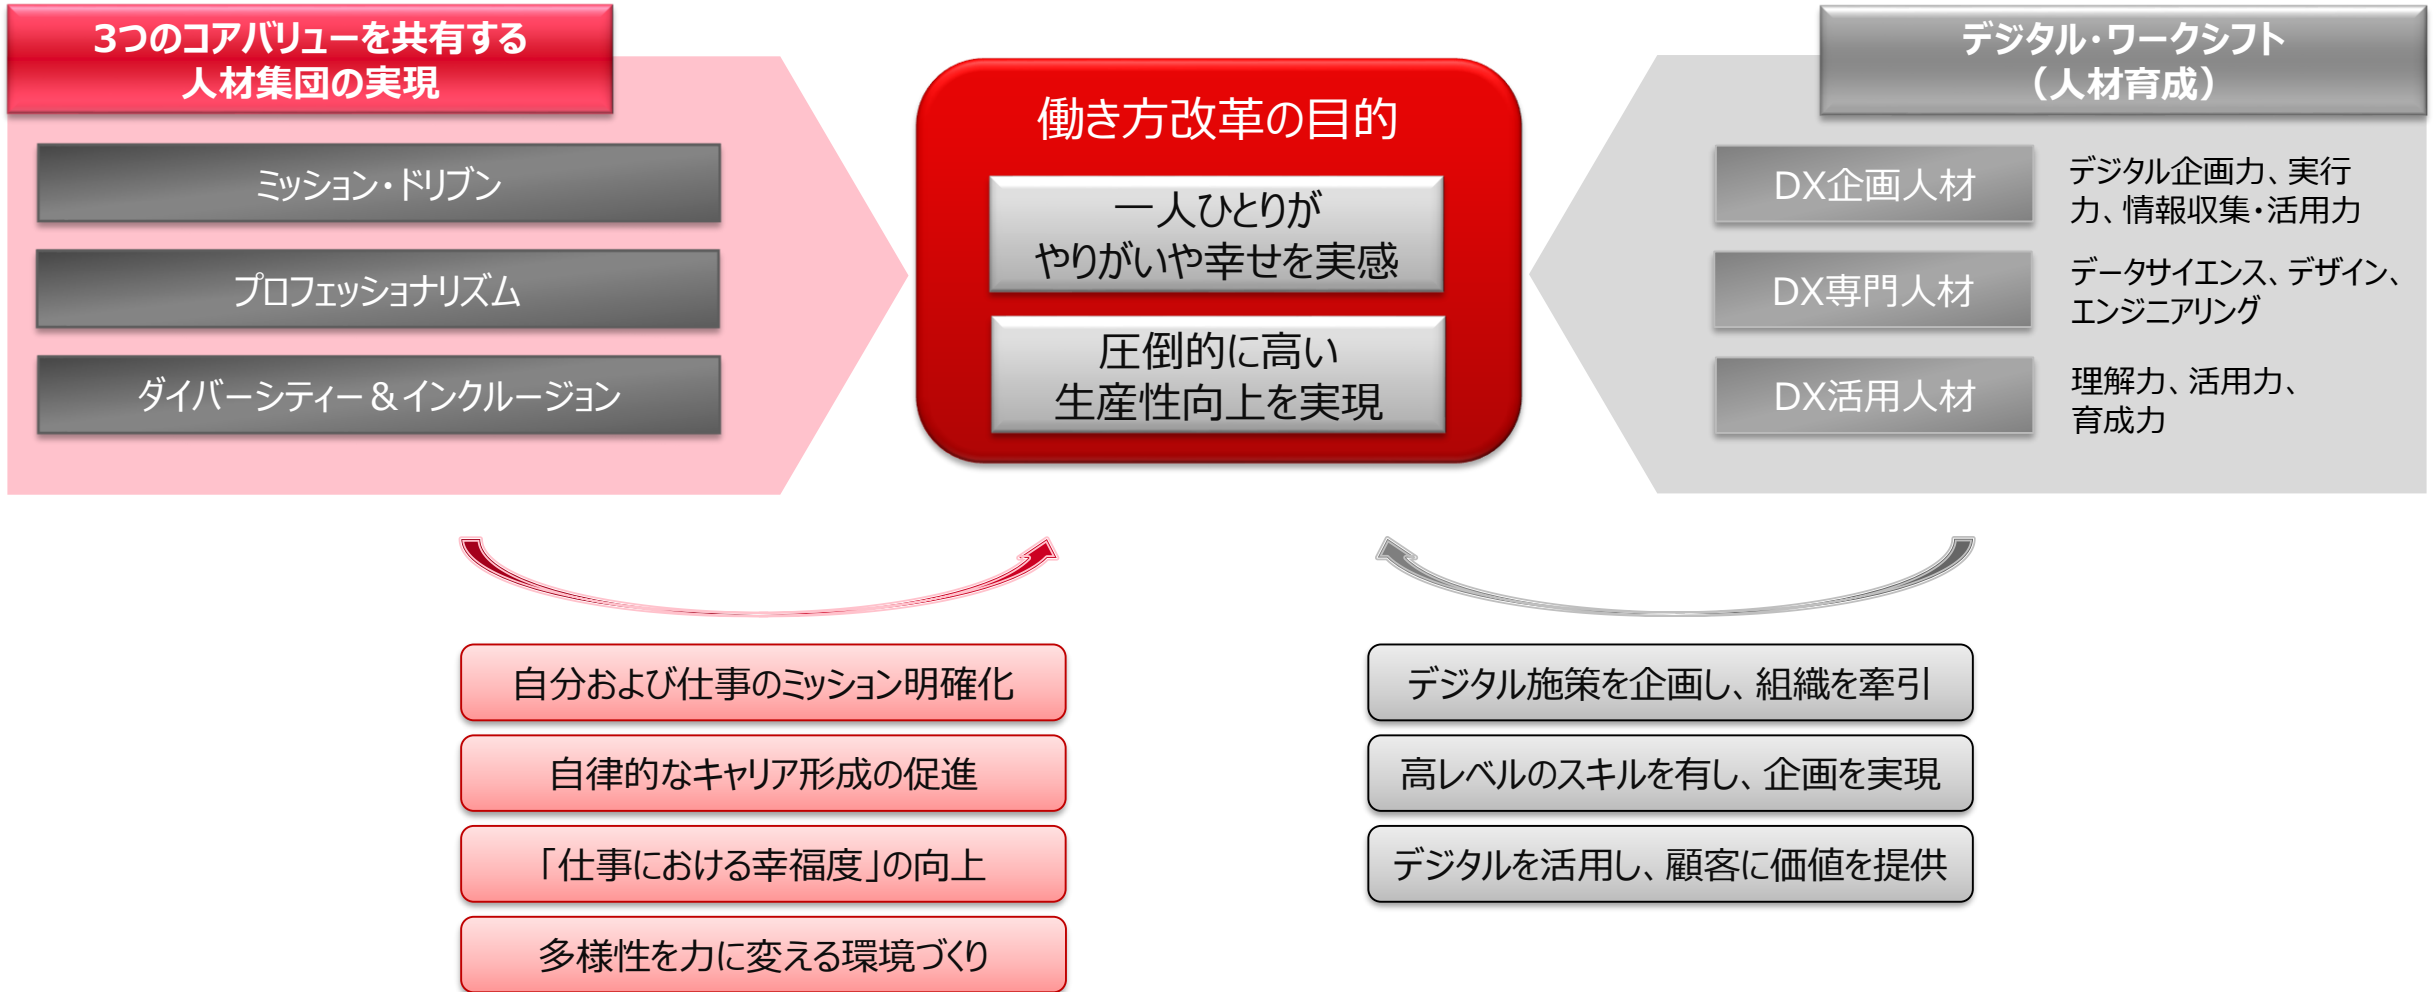 3つのコアバリューを共有する
人材集団の実現
ミッション・ドリブン
プロフェッショナリズム
ダイバーシティー＆インクルージョン
働き方改革の目的
一人ひとりが
やりがいや幸せを実感
圧倒的に高い
生産性向上を実現
デジタル・ワークシフト
（人材育成）
DX企画人材
デジタル企画力、実行
力、情報収集・活用力
DX専門人材
データサイエンス、デザイン、
エンジニアリング
DX活用人材
理解力、活用力、
育成力
自分および仕事のミッション明確化
自律的なキャリア形成の促進
「仕事における幸福度」の向上
多様性を力に変える環境づくり
デジタル施策を企画し、組織を牽引
高レベルのスキルを有し、企画を実現
デジタルを活用し、顧客に価値を提供